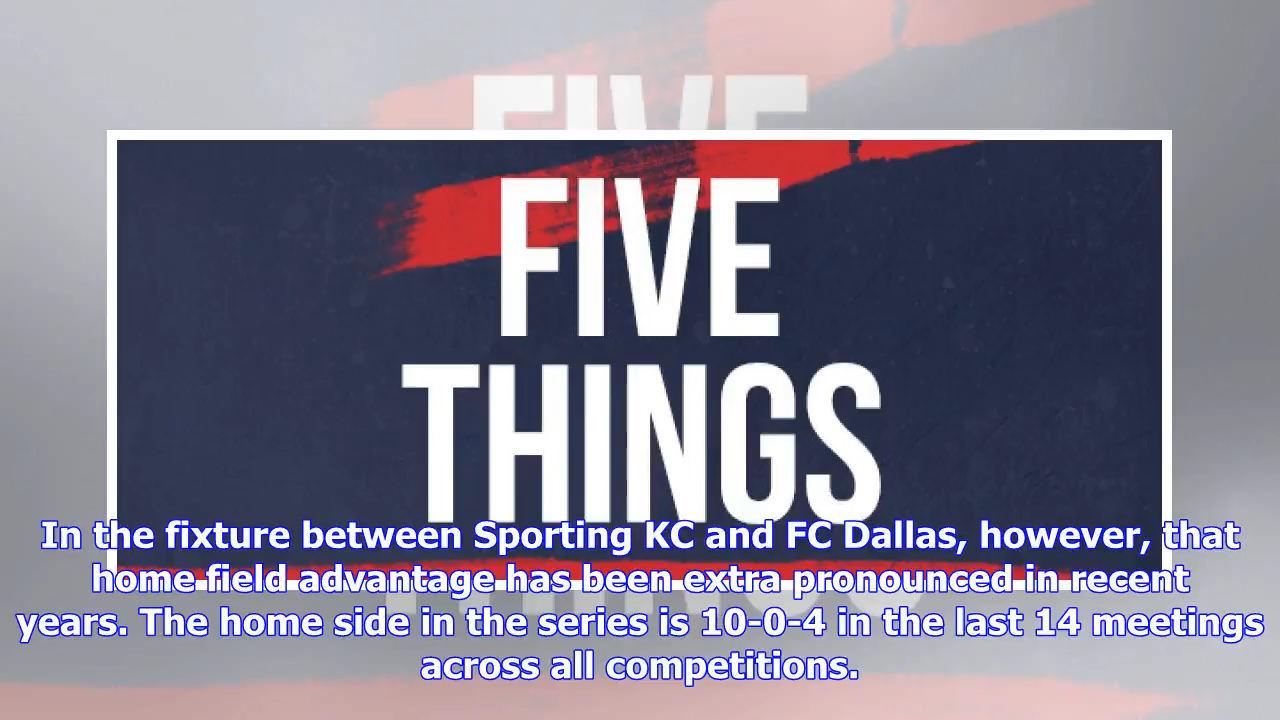 FIVE
FIVE
THINGS
In the fixture between Sporting KC and FC Dallas, however, that
home field advantage has been extra pronounced in recent
years. The home side in the series is 10-0-4 in the last 14 meetings
across all competitions.